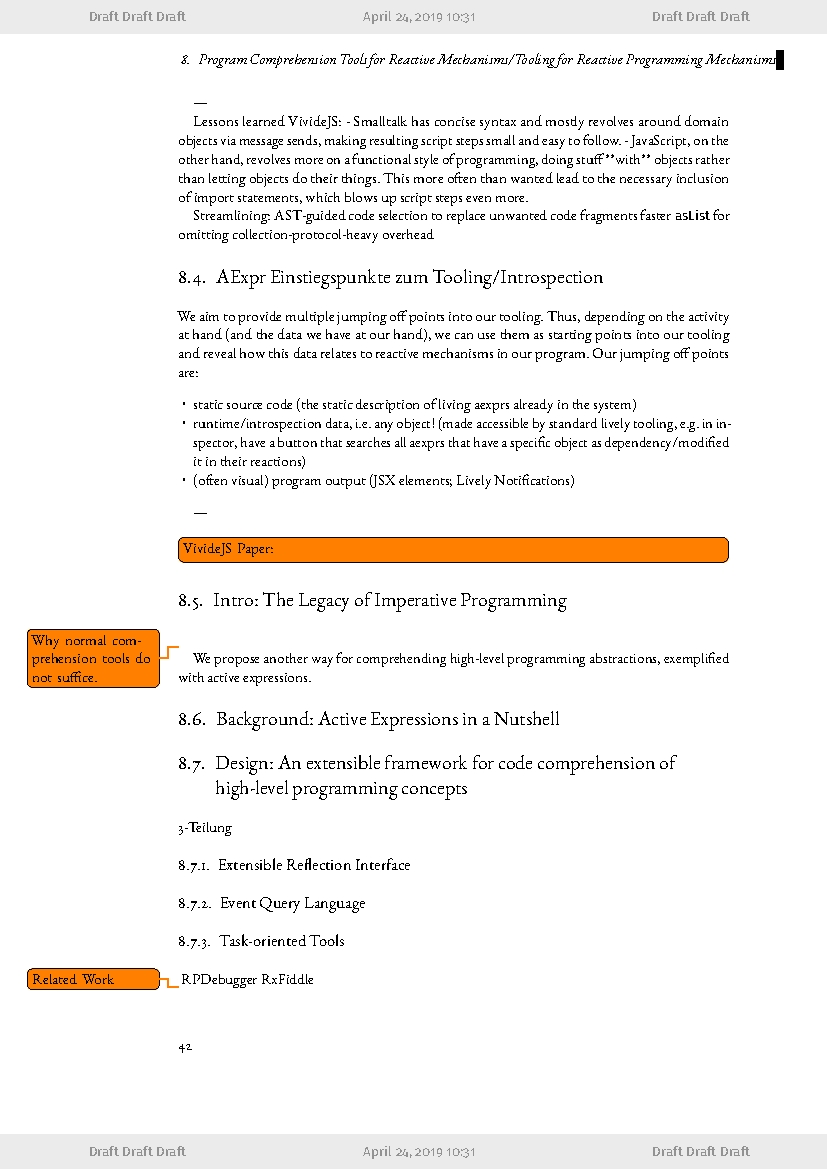 Draft Draft Draft April 24, 2019 10:31 Draft Draft Draft
8. Program Comprehension Tools for Reactive Mechanisms/Tooling for Reactive Programming Mechanisms
—
Lessons learned VivideJS: - Smalltalk has concise syntax and mostly revolves around domain
objects via message sends, making resulting script steps small and easy to follow. - JavaScript, on the
other hand, revolves more on a functional style of programming, doing stuff **with** objects rather
than letting objects do their things. This more often than wanted lead to the necessary inclusion
of import statements, which blows up script steps even more.
Streamlining: AST-guided code selection to replace unwanted code fragments faster asList for
omitting collection-protocol-heavy overhead
8.4. AExpr Einstiegspunkte zum Tooling/Introspection
We aim to provide multiple jumping off points into our tooling. Thus, depending on the activity
at hand (and the data we have at our hand), we can use them as starting points into our tooling
and reveal how this data relates to reactive mechanisms in our program. Our jumping off points
are:
• static source code (the static description of living aexprs already in the system)
• runtime/introspection data, i.e. any object! (made accessible by standard lively tooling, e.g. in in-
spector, have a button that searches all aexprs that have a specific object as dependency/modified
it in their reactions)
• (often visual) program output (JSX elements; Lively Notifications)
—
VivideJS Paper:
8.5. Intro: The Legacy of Imperative Programming
Why normal com-
prehension tools do
not suffice.
We propose another way for comprehending high-level programming abstractions, exemplified
with active expressions.
8.6. Background: Active Expressions in a Nutshell
8.7. Design: An extensible framework for code comprehension of
high-level programming concepts
3-Teilung
8.7.1. Extensible Reflection Interface
8.7.2. Event Query Language
8.7.3. Task-oriented Tools
Related Work
RPDebugger RxFiddle
42
Draft Draft Draft April 24, 2019 10:31 Draft Draft Draft